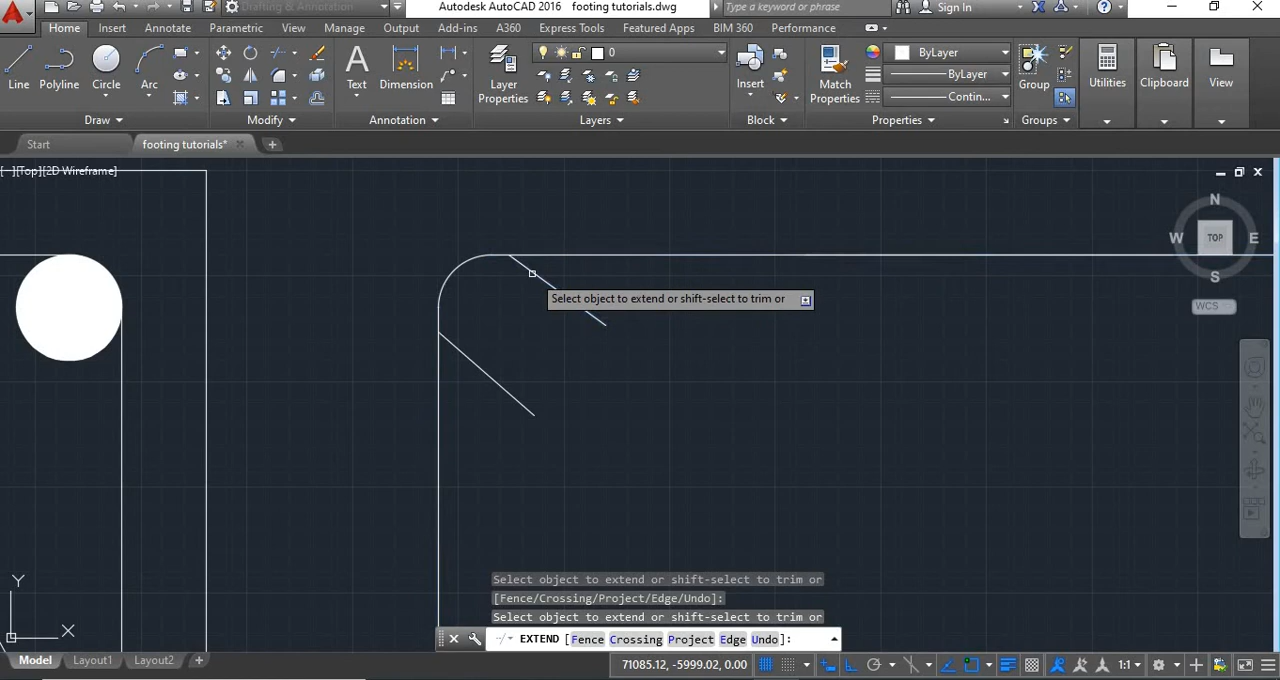 Drafting & Annotation
Autodesk AutoCAD 2016 footing tutorials.dwg
Type a keyword or phrase
Sign In
Home Insert Annotate Parametric View Manage Output Add-ins A360 Express Tools Featured Apps BIM 360 Performance
Line
Polyline
Circle
Arc
Text
Dimension
Layer
Properties
0
Insert
Match
Properties
ByLayer
ByLayer
Contin...
Group
Utilities
Clipboard
View
Draw
Modify
Annotation
Layers
Block
Properties
Groups
Start
footing tutorials*
][Top][2D Wireframe]
N
W
TOP
E
S
WCS
Select object to extend or shift-select to trim or
Y
X
Select object to extend or shift-select to trim or
[Fence/Crossing/Project/Edge/Undo]:
Select object to extend or shift-select to trim or
EXTEND [Fence Crossing Project Edge Undo]:
Model Layout1 Layout2 +
71085.12, -5999.02, 0.00
1:1